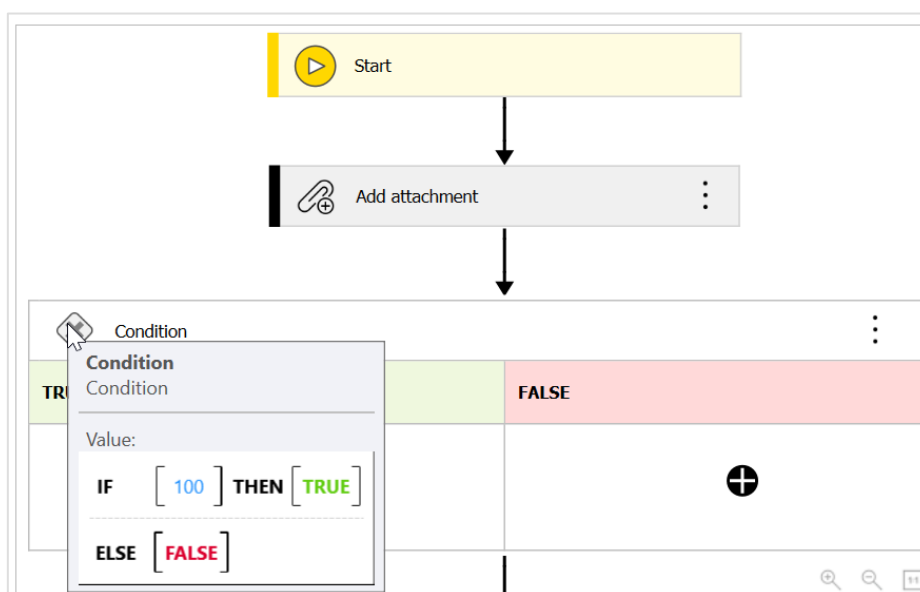 Start
Add attachment
Condition
Condition
Condition
FALSE
Value:
IF [ 100 ] THEN [TRUE]
ELSE [FALSE]